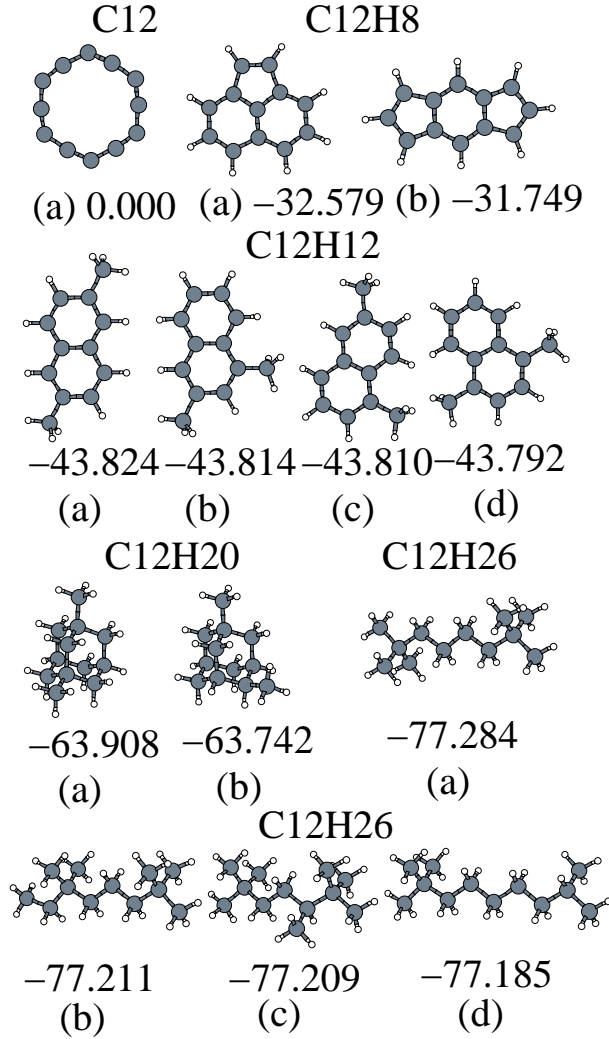 C12 C12H8
(a) 0.000 (a) −32.579 (b) −31.749
C12H12
−43.824 −43.814 −43.810 −43.792
(a) (b) (c) (d)
C12H20 C12H26
−63.908 −63.742 −77.284
(a) (b) (a)
C12H26
−77.211 −77.209 −77.185
(b) (c) (d)